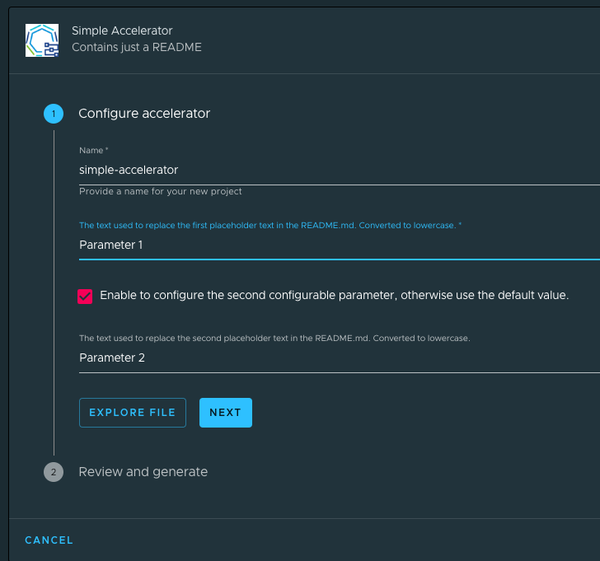 Simple Accelerator
Contains just a README
1
Configure accelerator
Name *
simple-accelerator
Provide a name for your new project
The text used to replace the first placeholder text in the README.md. Converted to lowercase. *
Parameter 1
Enable to configure the second configurable parameter, otherwise use the default value.
The text used to replace the second placeholder text in the README.md. Converted to lowercase.
Parameter 2
EXPLORE FILE
NEXT
2
Review and generate
CANCEL